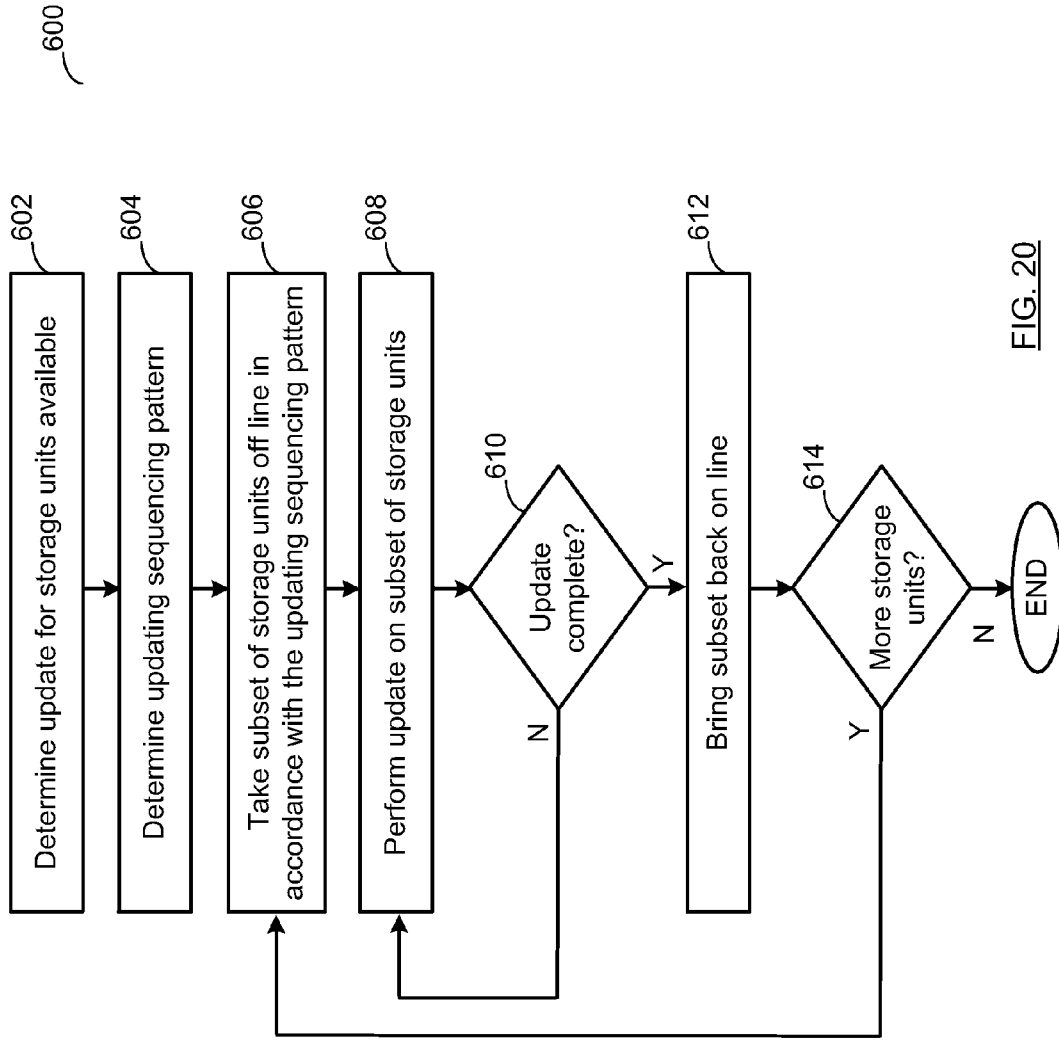 600
602
Determine update for storage units available
604
Determine updating sequencing pattern
606
Take subset of storage units off line in
accordance with the updating sequencing pattern
608
Perform update on subset of storage units
610
Update
complete?
N
Y
612
Bring subset back on line
614
More storage
units?
Y
N
END
FIG. 20